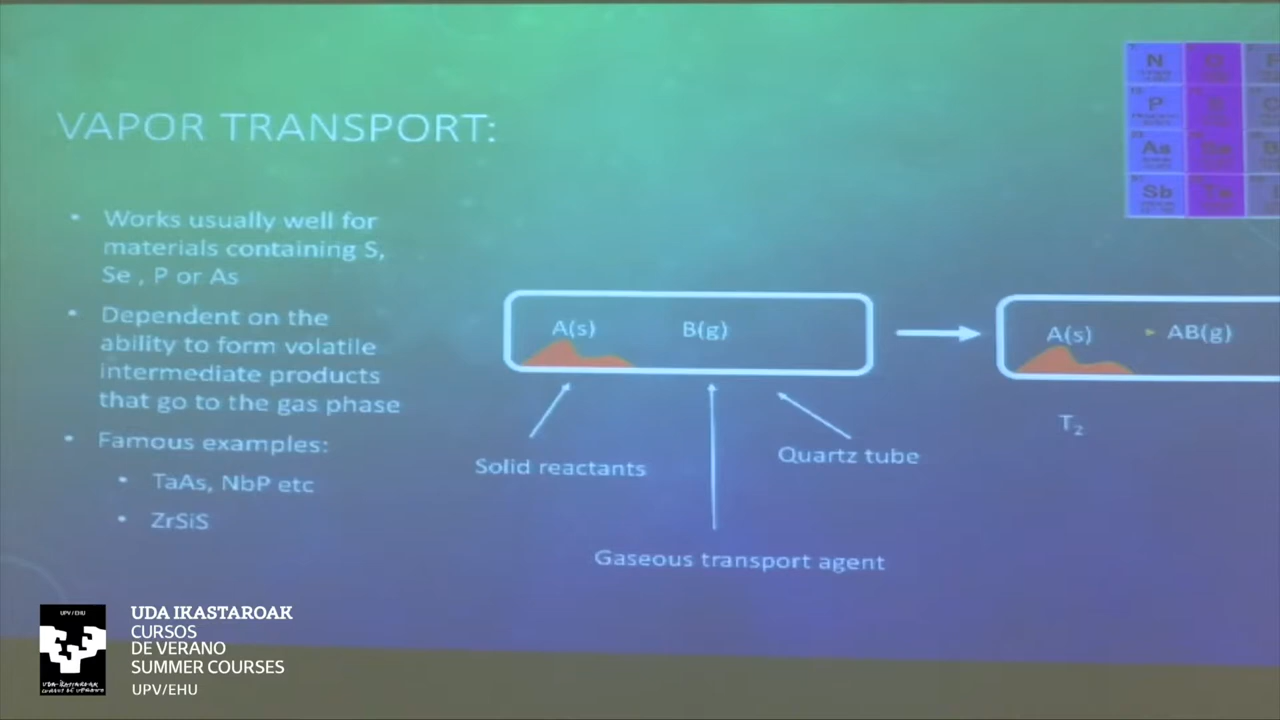 VAPOR TRANSPORT:
• Works usually well for
materials containing S,
Se , P or As
• Dependent on the
ability to form volatile
intermediate products
that go to the gas phase
• Famous examples:
• TaAs, NbP etc
• ZrSiS
A(s) B(g)
Solid reactants
Quartz tube
Gaseous transport agent
A(s) AB(g)
T₂
N
P
As
Sb Te
UPV / EHU
UDA IKASTAROAK
CURSOS
DE VERANO
SUMMER COURSES
UPV/EHU